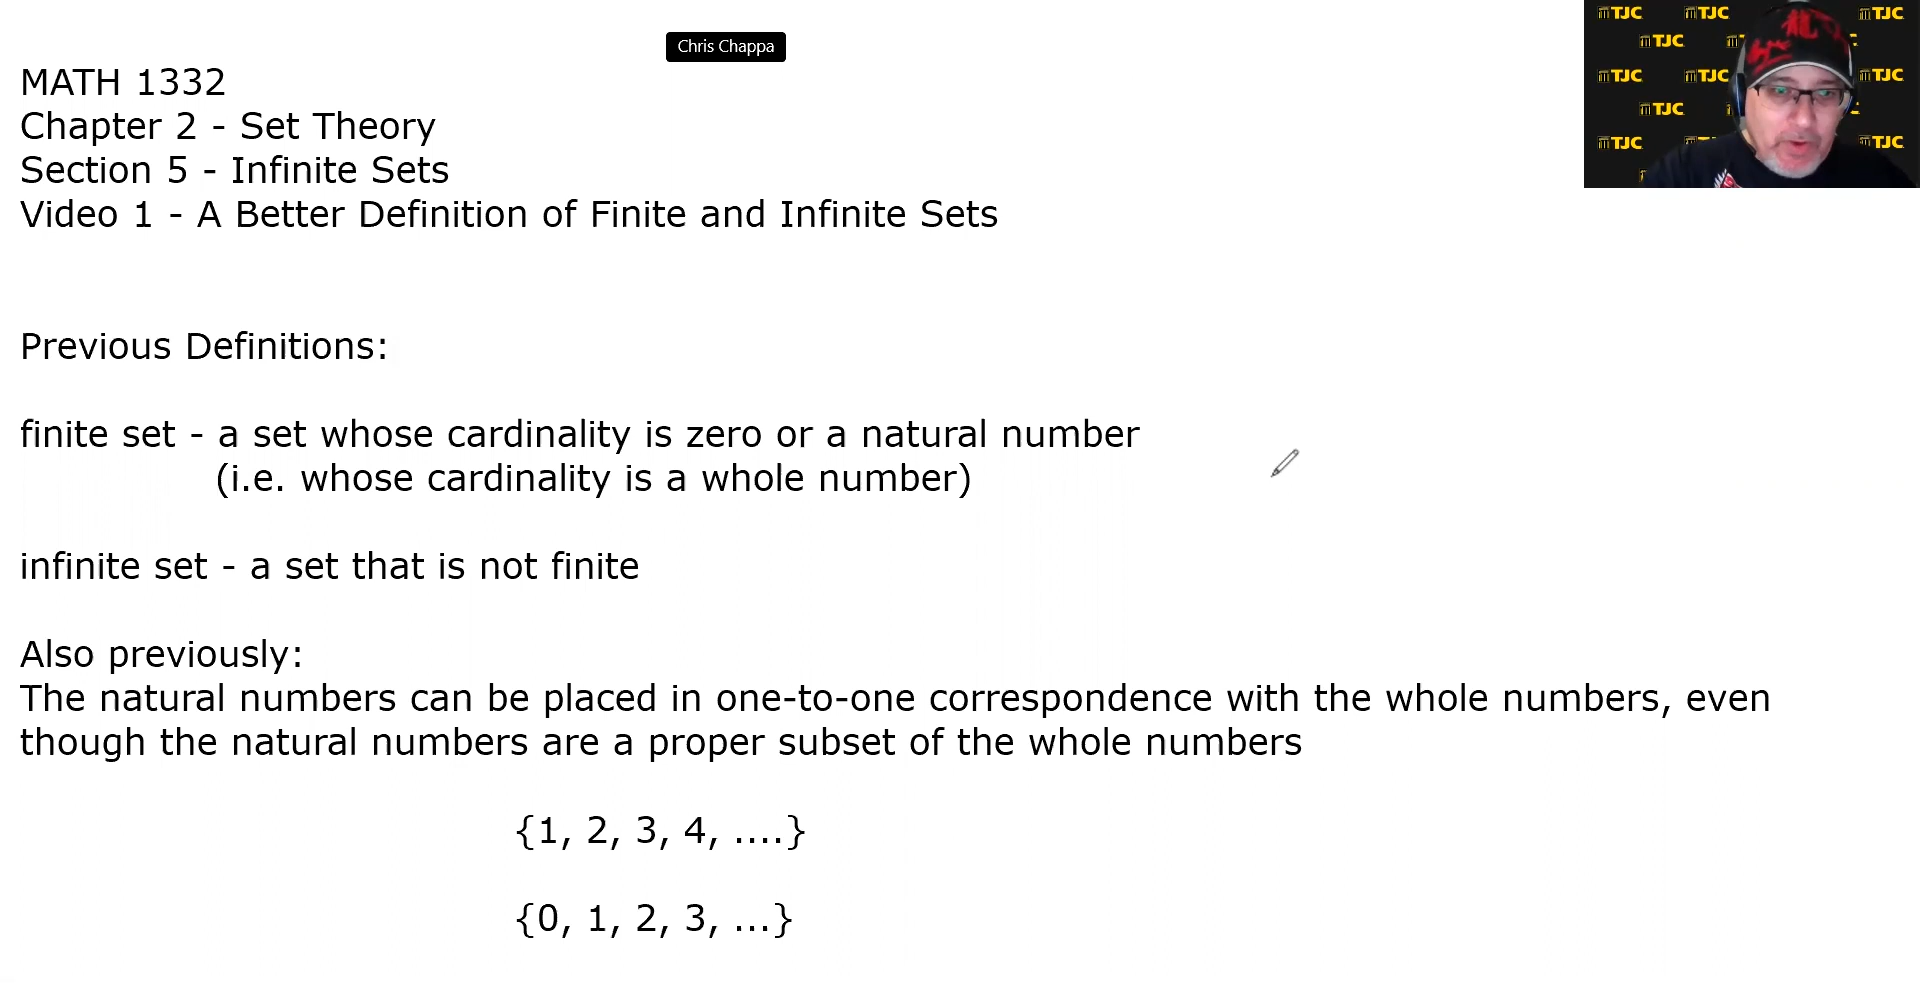 Chris Chappa
MATH 1332
Chapter 2 - Set Theory
Section 5 - Infinite Sets
Video 1 - A Better Definition of Finite and Infinite Sets
TJC TJC TJC
TJC
TJC TJC TJC
TJC
TJC TJC
Previous Definitions:
finite set - a set whose cardinality is zero or a natural number
(i.e. whose cardinality is a whole number)
infinite set - a set that is not finite
Also previously:
The natural numbers can be placed in one-to-one correspondence with the whole numbers, even
though the natural numbers are a proper subset of the whole numbers
{1, 2, 3, 4, ....}
{0, 1, 2, 3, ...}